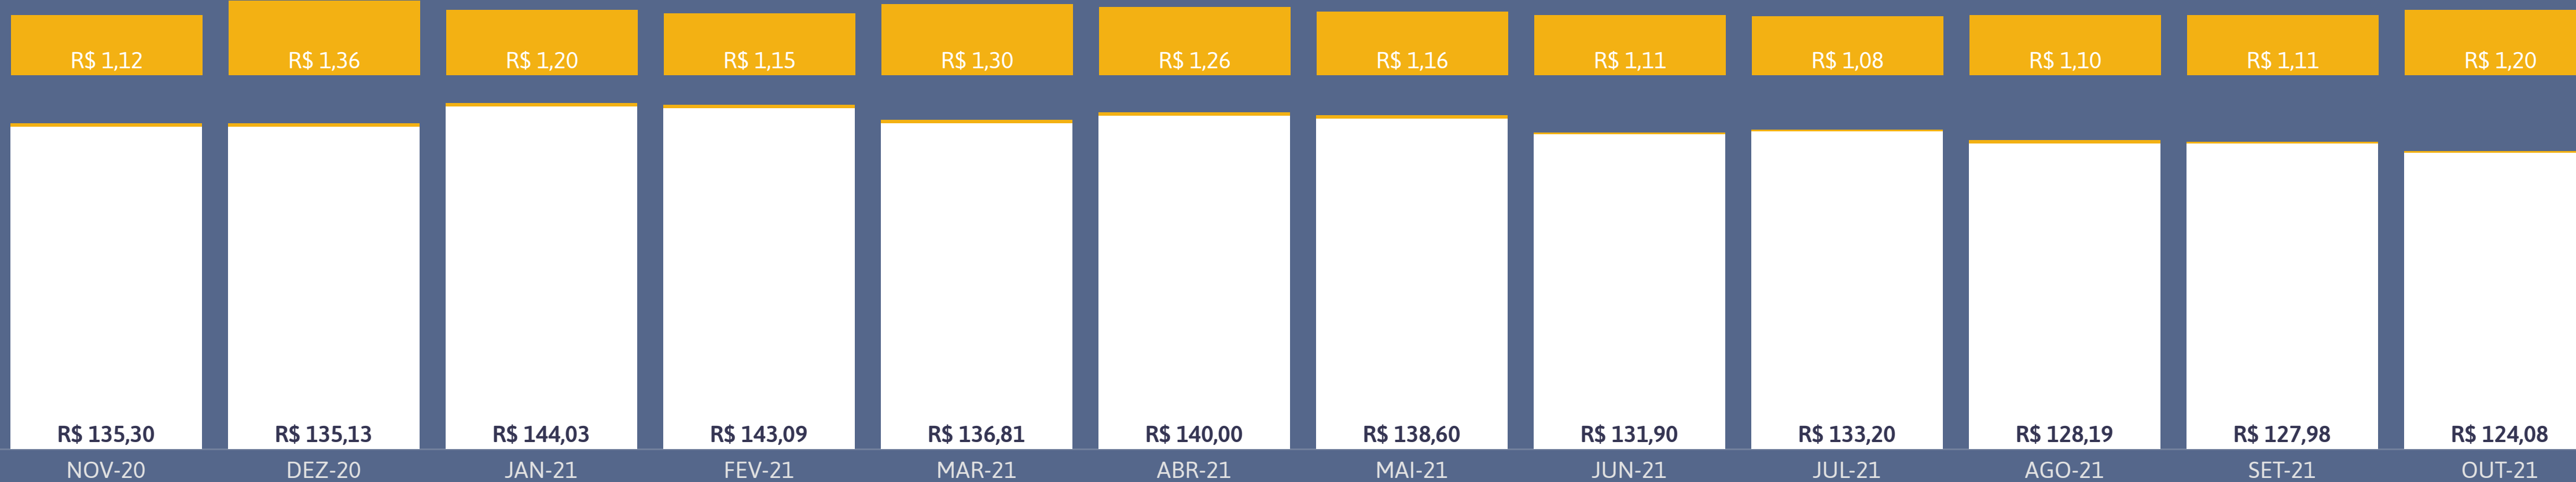 R$ 1,12 R$ 1,36 R$ 1,20 R$ 1,15 R$ 1,30 R$ 1,26 R$ 1,16 R$ 1,11 R$ 1,08 R$ 1,10 R$ 1,11 R$ 1,20
R$ 135,30 R$ 135,13 R$ 144,03 R$ 143,09 R$ 136,81 R$ 140,00 R$ 138,60 R$ 131,90 R$ 133,20 R$ 128,19 R$ 127,98 R$ 124,08
NOV-20 DEZ-20 JAN-21 FEV-21 MAR-21 ABR-21 MAI-21 JUN-21 JUL-21 AGO-21 SET-21 OUT-21